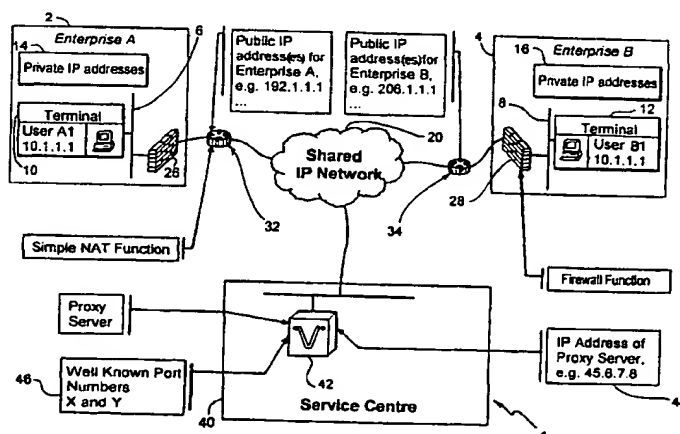 2
Enterprise A
14
Private IP addresses
6
Terminal
User A1
10.1.1.1
10
26
Public IP
address(es) for
Enterprise A,
e.g. 192.1.1.1
...
Public IP
address(es) for
Enterprise B,
e.g. 206.1.1.1
...
20
Shared
IP Network
32
34
4
Enterprise B
16
Private IP addresses
8
12
Terminal
User B1
10.1.1.1
28
Simple NAT Function
Firewall Function
Proxy
Server
46
Well Known Port
Numbers
X and Y
42
40
Service Centre
IP Address of
Proxy Server,
e.g. 45.6.7.8